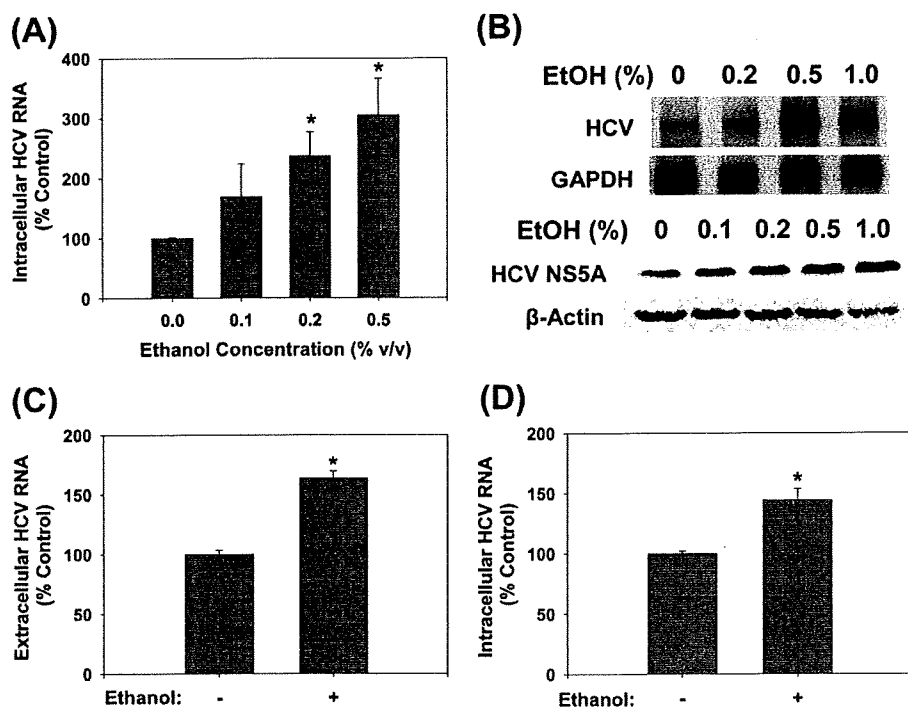 (A)
Intracellular HCV RNA
(% Control)
400
300
200
100
0
*
*
0.0 0.1 0.2 0.5
Ethanol Concentration (% v/v)
(B)
EtOH (%) 0 0.2 0.5 1.0
HCV
GAPDH
EtOH (%) 0 0.1 0.2 0.5 1.0
HCV NS5A
β-Actin
(C)
Extracellular HCV RNA
(% Control)
200
150
100
50
0
*
Ethanol: - +
(D)
Intracellular HCV RNA
(% Control)
200
150
100
50
0
*
Ethanol: - +